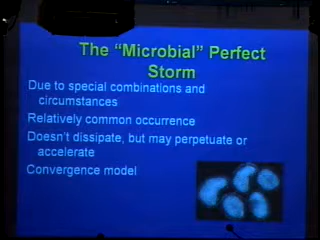 The "Microbial" Perfect
Storm
Due to special combinations and
circumstances
Relatively common occurrence
Doesn't dissipate, but may perpetuate or
accelerate
Convergence model